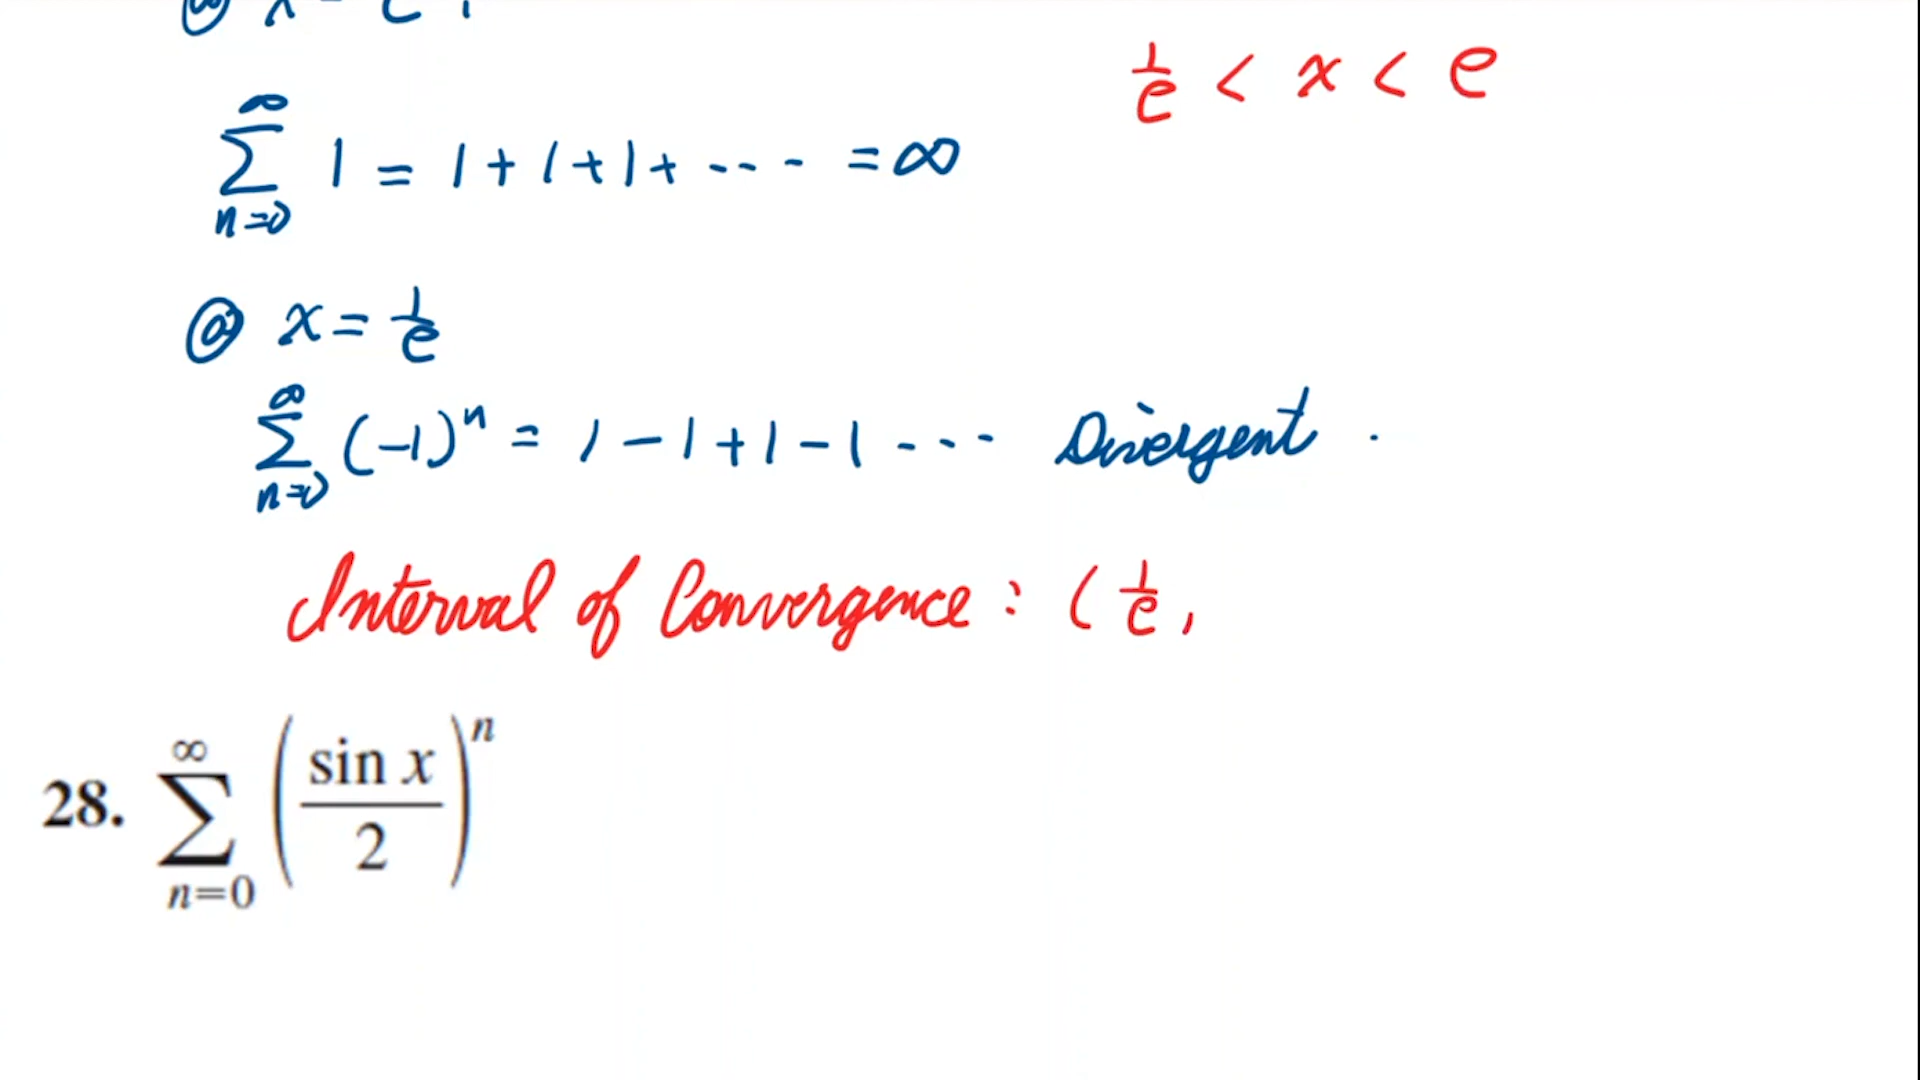 1/e < x < e
∞ ∑ n=0 1 = 1 + 1 + 1 + ---- = ∞
@ x = 1/e
∞ ∑ n=0 (-1)ⁿ = 1 - 1 + 1 - 1 --- Divergent .
Interval of Convergence : ( 1/e ,
28. ∞ ∑ n=0 (sin x / 2)ⁿ